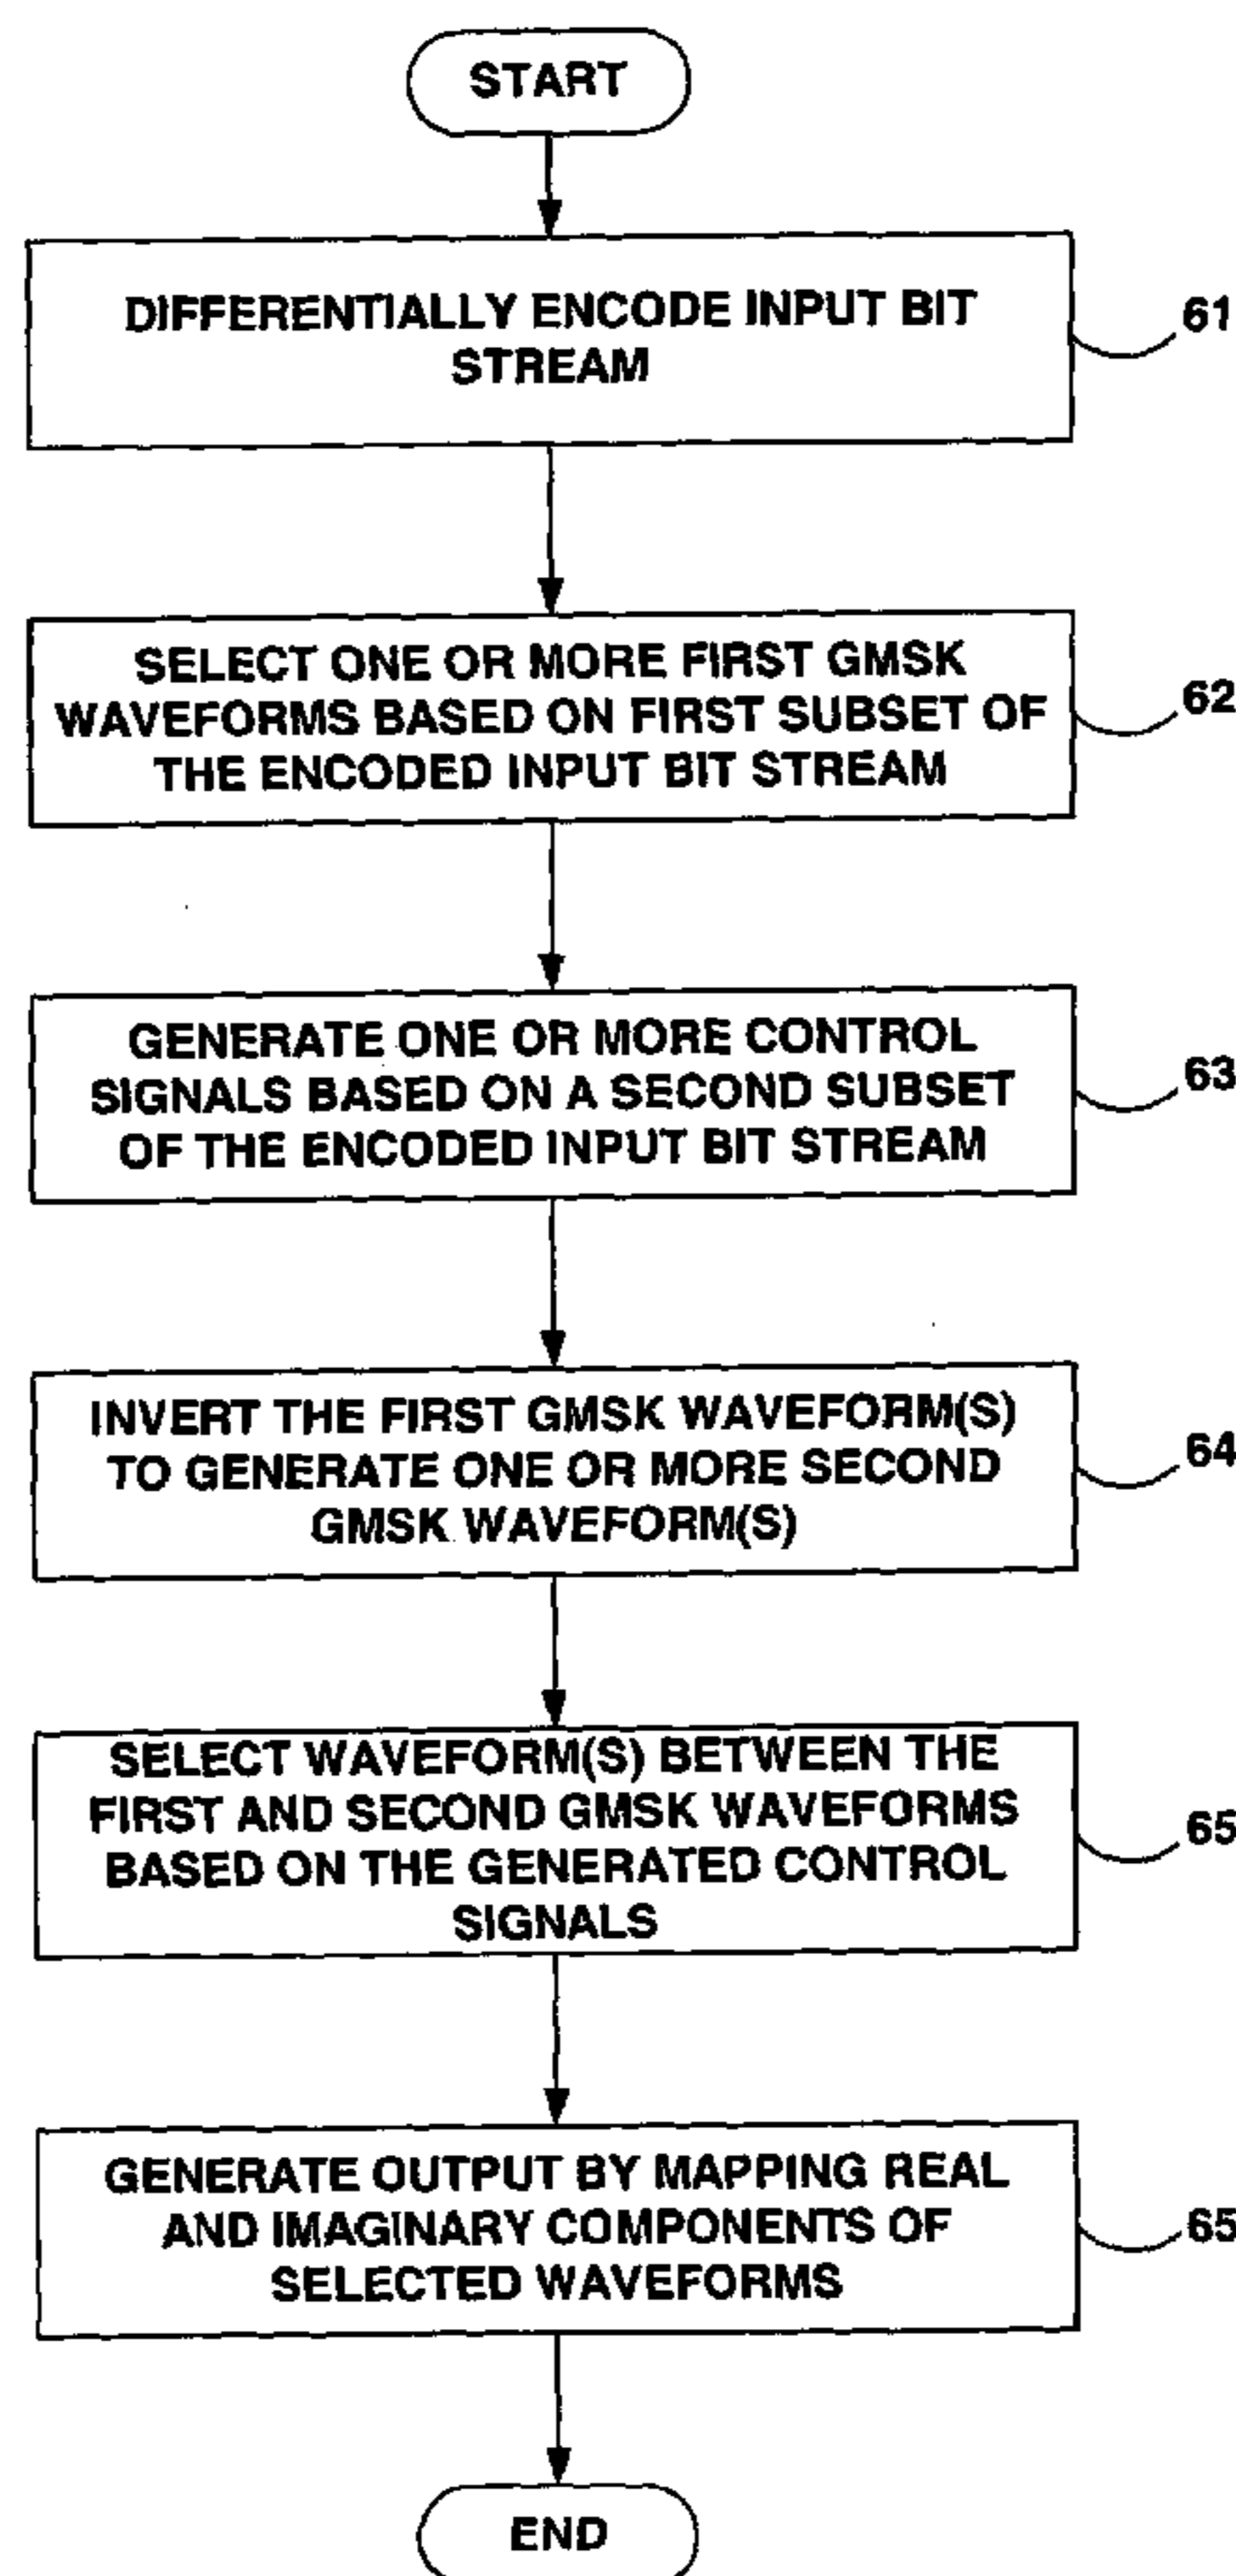 START
DIFFERENTIALLY ENCODE INPUT BIT
STREAM
61
SELECT ONE OR MORE FIRST GMSK
WAVEFORMS BASED ON FIRST SUBSET OF
THE ENCODED INPUT BIT STREAM
62
GENERATE ONE OR MORE CONTROL
SIGNALS BASED ON A SECOND SUBSET
OF THE ENCODED INPUT BIT STREAM
63
INVERT THE FIRST GMSK WAVEFORM(S)
TO GENERATE ONE OR MORE SECOND
GMSK WAVEFORM(S)
64
SELECT WAVEFORM(S) BETWEEN THE
FIRST AND SECOND GMSK WAVEFORMS
BASED ON THE GENERATED CONTROL
SIGNALS
65
GENERATE OUTPUT BY MAPPING REAL
AND IMAGINARY COMPONENTS OF
SELECTED WAVEFORMS
65
END